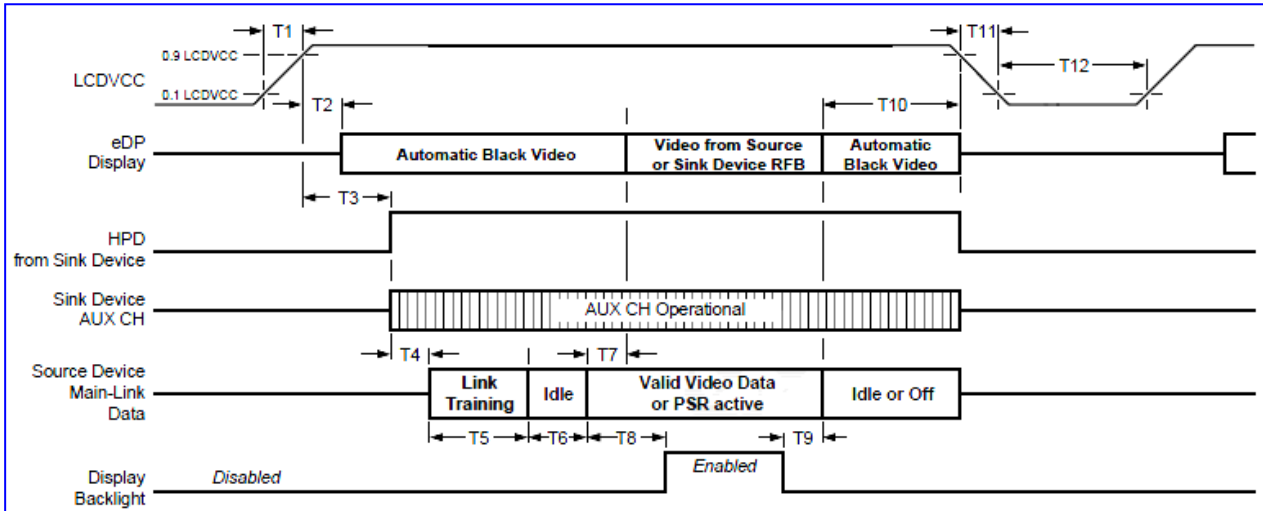 T1
T11
0.9 LCDVCC
T12
LCDVCC
0.1 LCDVCC
T2
T10
eDP
Display
Automatic Black Video
Video from Source
or Sink Device RFB
Automatic
Black Video
T3
HPD
from Sink Device
Sink Device
AUX CH
AUX CH Operational
T4
T7
Source Device
Main-Link
Data
Link
Training
Idle
Valid Video Data
or PSR active
Idle or Off
T5
T6
T8
T9
Display
Backlight
Disabled
Enabled